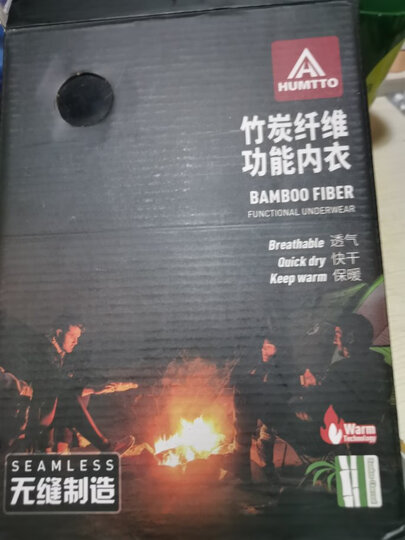 HUMTTO
竹炭纤维
功能内衣
BAMBOO FIBER
FUNCTIONAL UNDERWEAR
Breathable 透气
Quick dry 快干
Keep warm 保暖
Warm
Technology
SEAMLESS
无缝制造